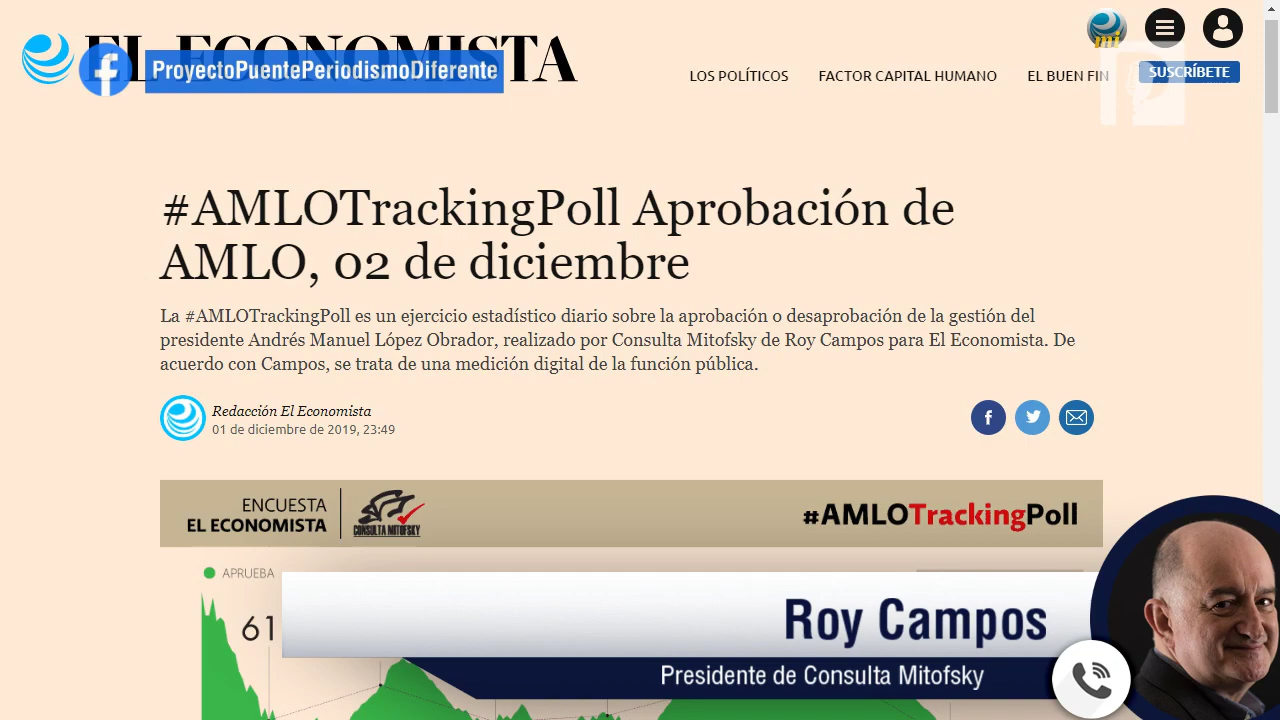 EL ECONOMISTA
ProyectoPuentePeriodismoDiferente
mi
LOS POLÍTICOS
FACTOR CAPITAL HUMANO
EL BUEN FIN
SUSCRÍBETE
#AMLOTrackingPoll Aprobación de
AMLO, 02 de diciembre
La #AMLOTrackingPoll es un ejercicio estadístico diario sobre la aprobación o desaprobación de la gestión del
presidente Andrés Manuel López Obrador, realizado por Consulta Mitofsky de Roy Campos para El Economista. De
acuerdo con Campos, se trata de una medición digital de la función pública.
Redacción El Economista
01 de diciembre de 2019, 23:49
ENCUESTA
EL ECONOMISTA
CONSULTA MITOFSKY
#AMLOTrackingPoll
APRUEBA
61
Roy Campos
Presidente de Consulta Mitofsky